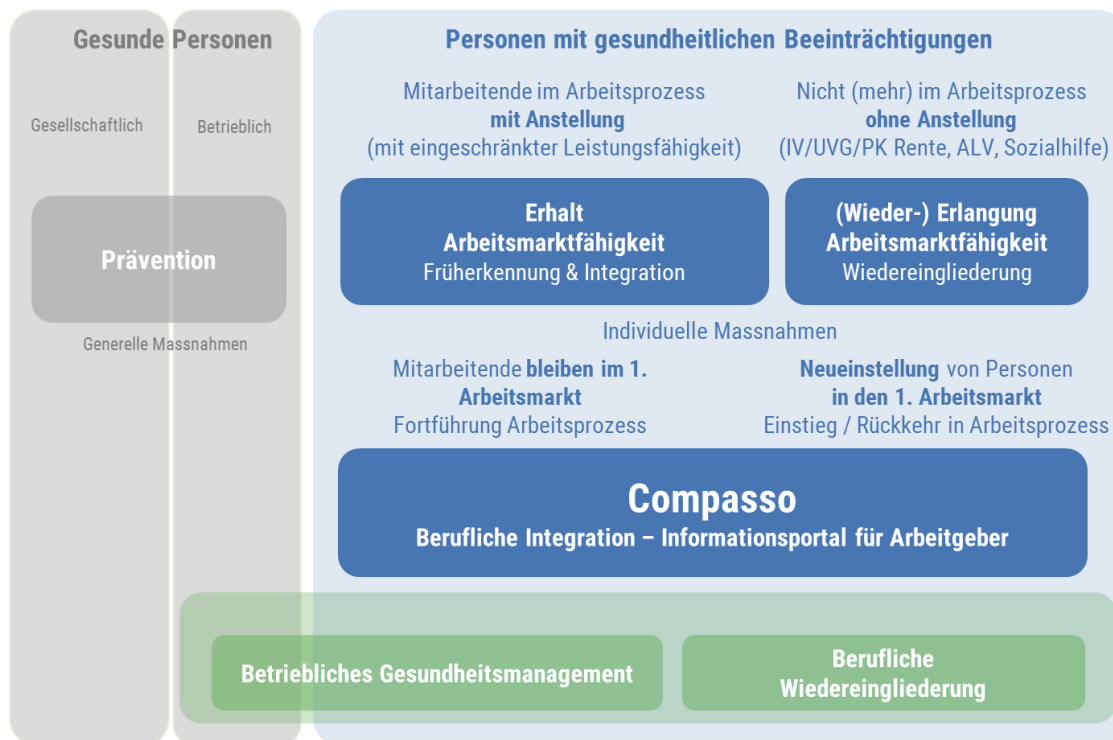 Gesunde Personen
Gesellschaftlich
Betrieblich
Prävention
Generelle Massnahmen
Personen mit gesundheitlichen Beeinträchtigungen
Mitarbeitende im Arbeitsprozess
mit Anstellung
(mit eingeschränkter Leistungsfähigkeit)
Nicht (mehr) im Arbeitsprozess
ohne Anstellung
(IV/UVG/PK Rente, ALV, Sozialhilfe)
Erhalt
Arbeitsmarktfähigkeit
Früherkennung & Integration
(Wieder-) Erlangung
Arbeitsmarktfähigkeit
Wiedereingliederung
Individuelle Massnahmen
Mitarbeitende bleiben im 1.
Arbeitsmarkt
Fortführung Arbeitsprozess
Neueinstellung von Personen
in den 1. Arbeitsmarkt
Einstieg / Rückkehr in Arbeitsprozess
Compasso
Berufliche Integration – Informationsportal für Arbeitgeber
Betriebliches Gesundheitsmanagement
Berufliche
Wiedereingliederung